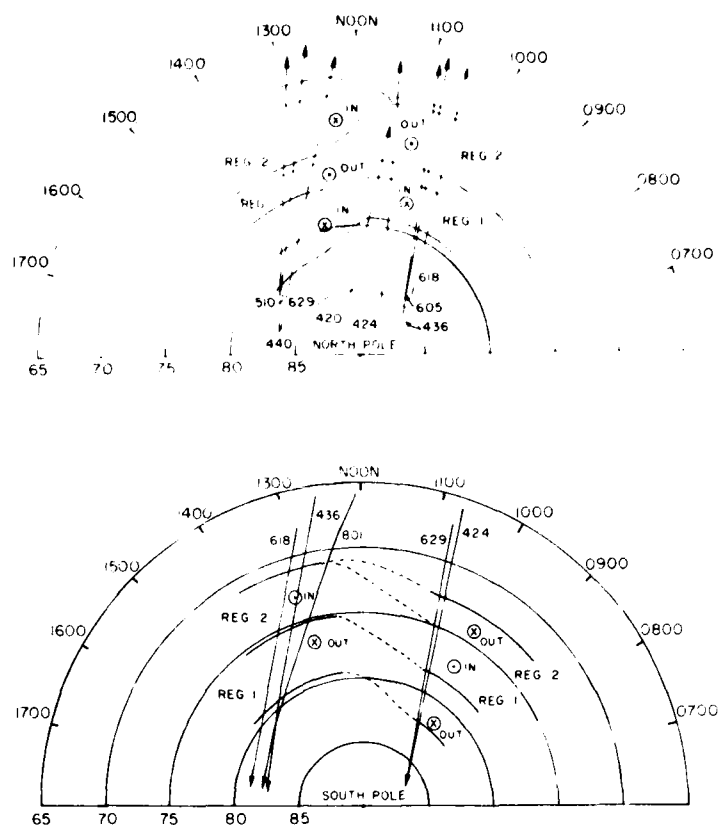 NOON
1300 1100
1400 1000
IN
1500 OUT 0900
REG 2 OUT REG 2
1600 IN 0800
REG IN REG 1
1700 0700
618
510 629 605
420 424 436
440 NORTH POLE
65 70 80 85
NOON
1300 1100
436
1400 1000
618 801 629 424
1500 0900
IN
REG 2 OUT OUT
1600 0800
IN REG 2
REG 1 REG 1
1700 OUT 0700
SOUTH POLE
65 70 75 80 85